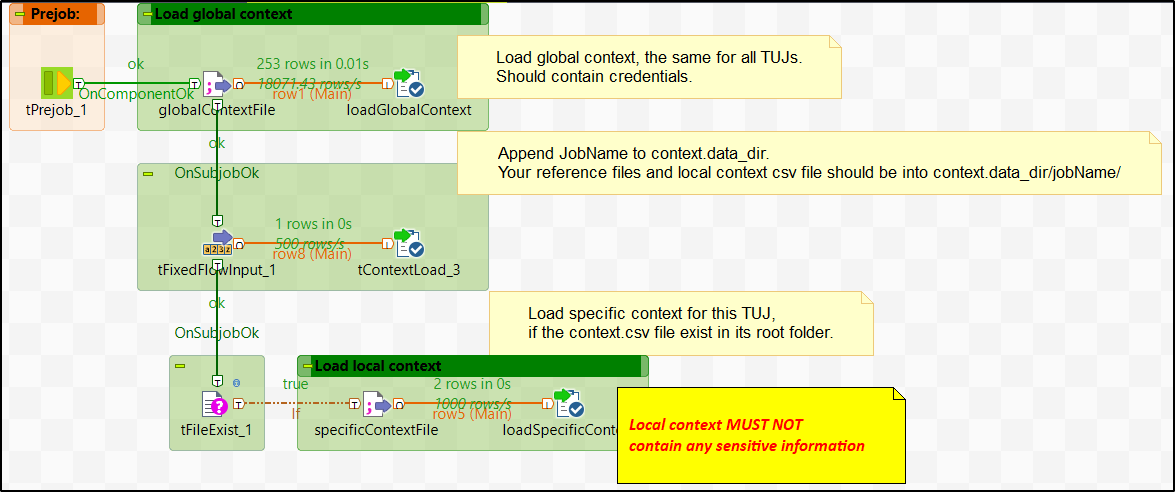 Prejob:
Load global context
ok
253 rows in 0.01s
18071.43 rows/s
OnComponentOk
row1 (Main)
tPrejob_1
globalContextFile
loadGlobalContext
Load global context, the same for all TUJs.
Should contain credentials.
ok
OnSubjobOk
Append JobName to context.data_dir.
Your reference files and local context csv file should be into context.data_dir/jobName/
1 rows in 0s
500 rows/s
row8 (Main)
tFixedFlowInput_1
tContextLoad_3
ok
OnSubjobOk
Load specific context for this TUJ,
if the context.csv file exist in its root folder.
Load local context
true
2 rows in 0s
1000 rows/s
If
row5 (Main)
tFileExist_1
specificContextFile
loadSpecificConte
Local context MUST NOT
contain any sensitive information